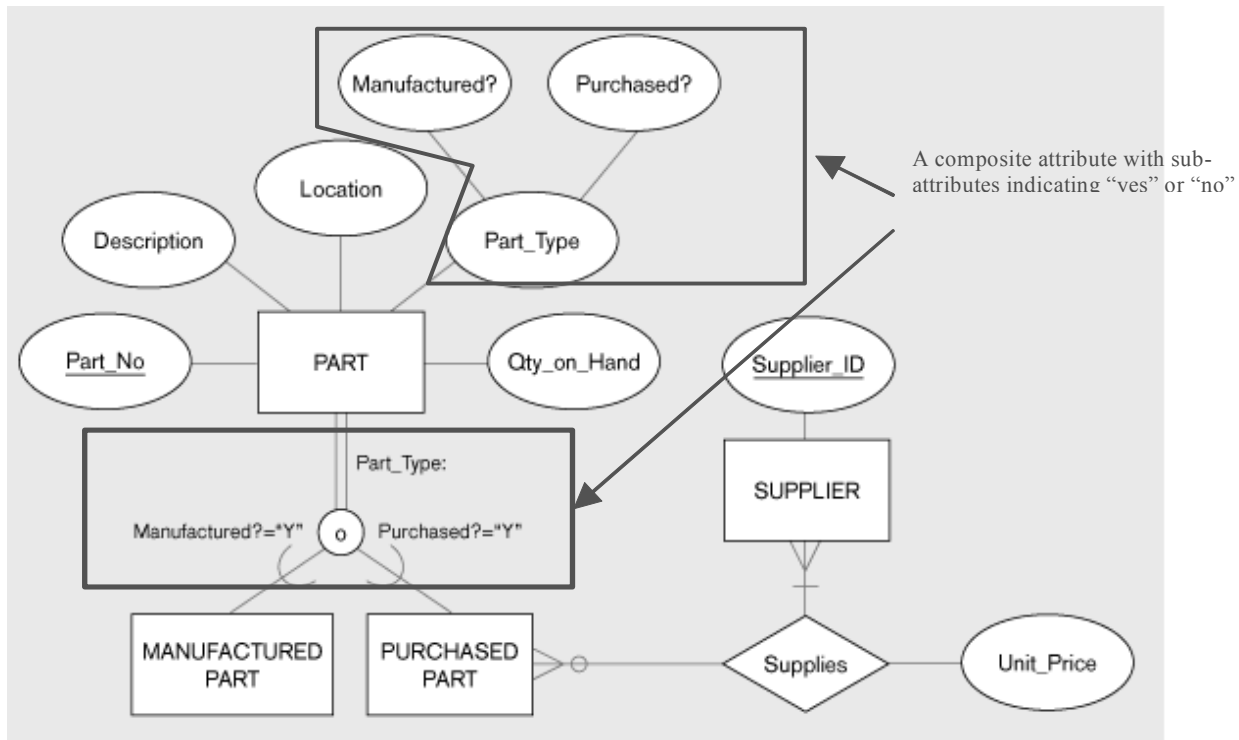 Manufactured?
Purchased?
A composite attribute with sub-
attributes indicating “yes” or “no”
Location
Description
Part_Type
Part_No
PART
Qty_on_Hand
Supplier_ID
Part_Type:
SUPPLIER
Manufactured?=“Y”
o
Purchased?=“Y”
MANUFACTURED
PART
PURCHASED
PART
Supplies
Unit_Price